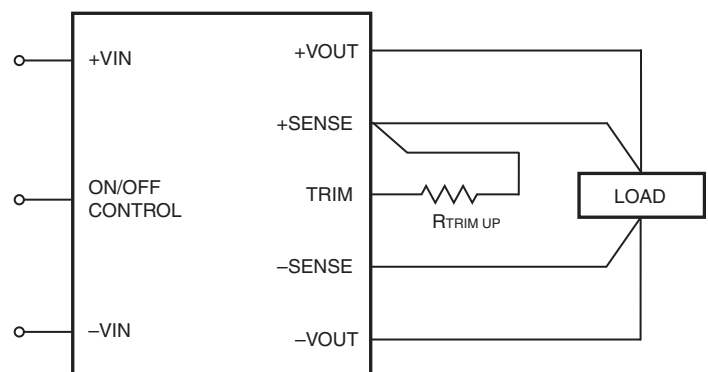 +VIN
+VOUT
+SENSE
ON/OFF
CONTROL
TRIM
RTRIM UP
LOAD
–SENSE
–VIN
–VOUT